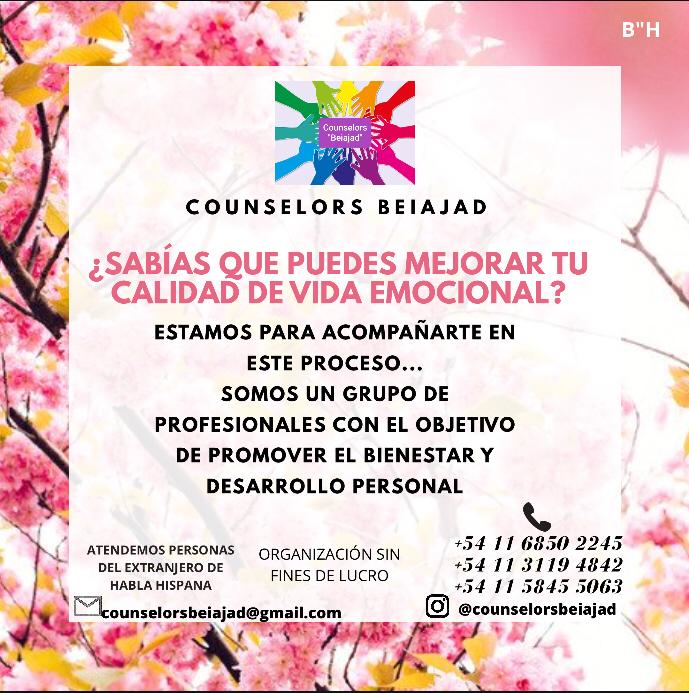 B"H
Counselors
"Beiajad"
COUNSELORS BEIAJAD
¿SABÍAS QUE PUEDES MEJORAR TU
CALIDAD DE VIDA EMOCIONAL?
ESTAMOS PARA ACOMPAÑARTE EN
ESTE PROCESO...
SOMOS UN GRUPO DE
PROFESIONALES CON EL OBJETIVO
DE PROMOVER EL BIENESTAR Y
DESARROLLO PERSONAL
ATENDEMOS PERSONAS
DEL EXTRANJERO DE
HABLA HISPANA
ORGANIZACIÓN SIN
FINES DE LUCRO
+54 11 6850 2245
+54 11 3119 4842
+54 11 5845 5063
counselorsbeiajad@gmail.com
@counselorsbeiajad